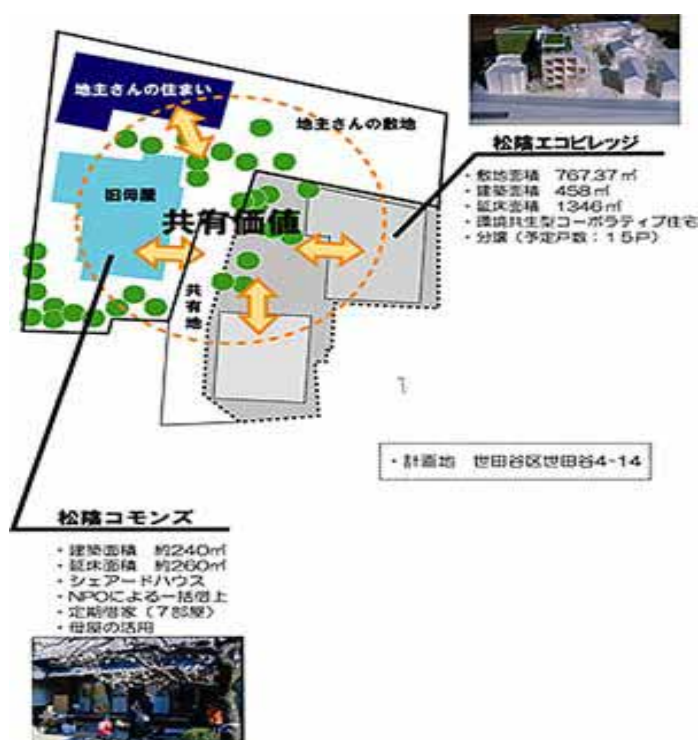 地主さんの住まい
地主さんの敷地
旧母屋
共有価値
共有地
松陰エコビレッジ
・敷地面積 767.37㎡
・建築面積 458㎡
・延床面積 1346㎡
・環境共生型コーポラティブ住宅
・分譲（予定戸数：15戸）
・計画地 世田谷区世田谷4-14
松陰コモンズ
・建築面積 約240㎡
・延床面積 約260㎡
・シェアードハウス
・NPOによる一括借上
・定期借家（7部屋）
・母屋の活用